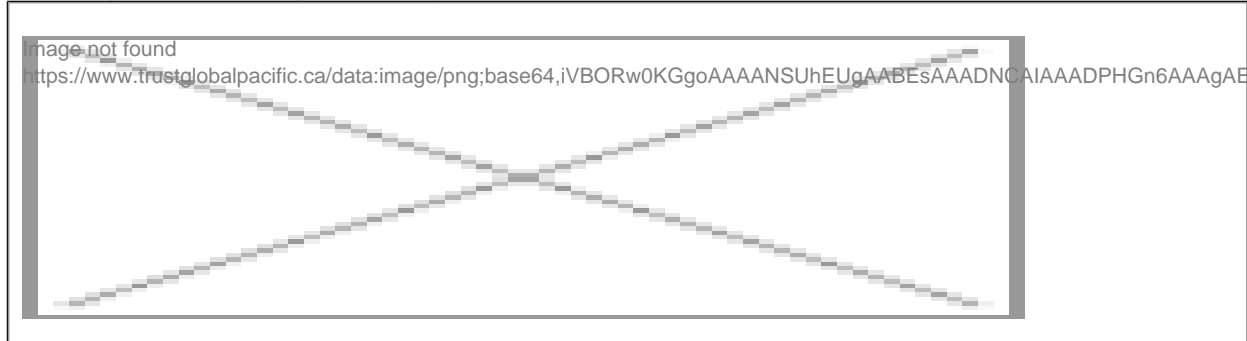 Image not found
https://www.trustglobalpacific.ca/data:image/png;base64,iVBORw0KGgoAAAANSUhEUgAABEsAAADNCAIAAADPHGn6AAAgAE